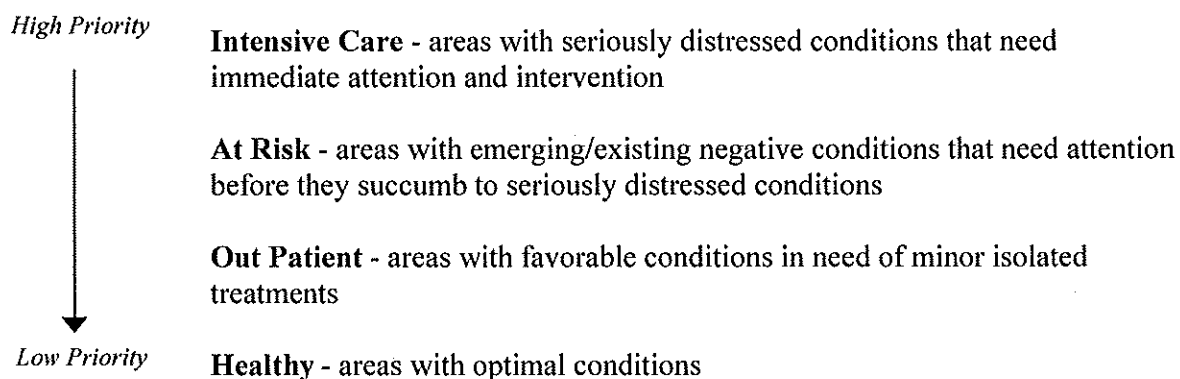 High Priority
Intensive Care - areas with seriously distressed conditions that need
immediate attention and intervention
At Risk - areas with emerging/existing negative conditions that need attention
before they succumb to seriously distressed conditions
Out Patient - areas with favorable conditions in need of minor isolated
treatments
Low Priority
Healthy - areas with optimal conditions